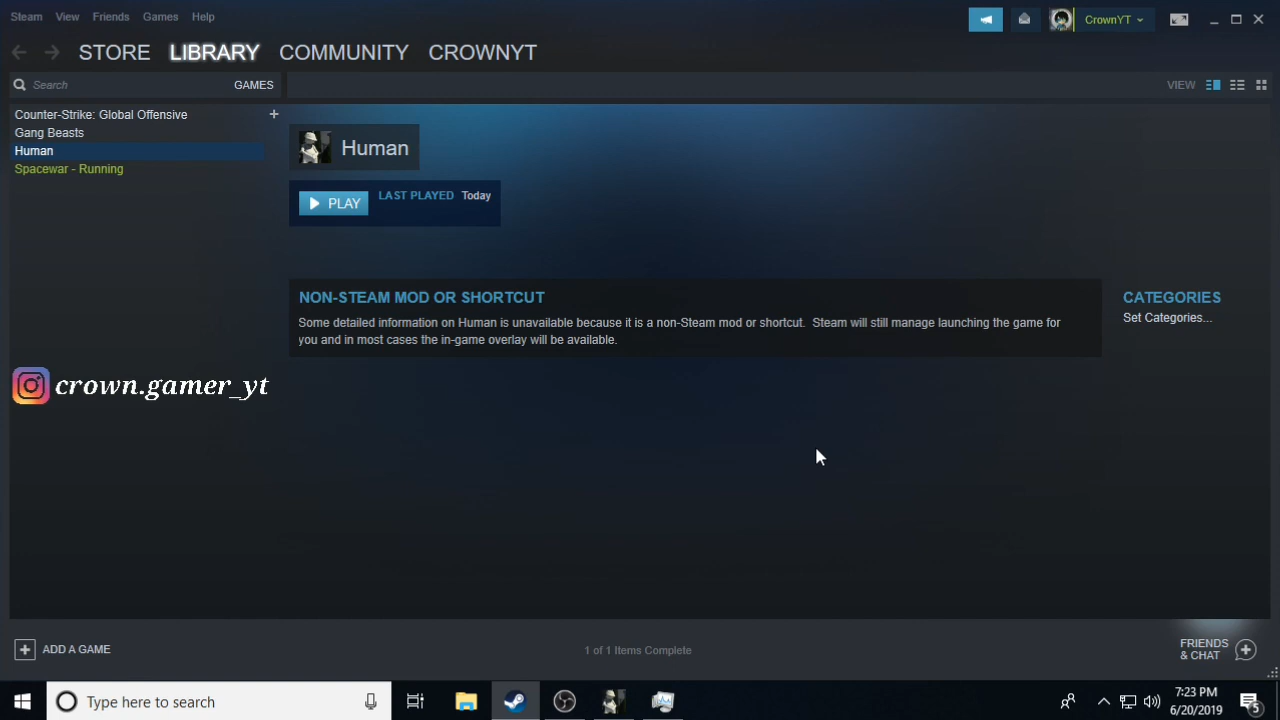 Steam View Friends Games Help
CrownYT
STORE LIBRARY COMMUNITY CROWNYT
Search GAMES VIEW
Counter-Strike: Global Offensive
Gang Beasts
Human
Spacewar - Running
Human
PLAY LAST PLAYED Today
NON-STEAM MOD OR SHORTCUT
Some detailed information on Human is unavailable because it is a non-Steam mod or shortcut. Steam will still manage launching the game for
you and in most cases the in-game overlay will be available.
CATEGORIES
Set Categories...
crown.gamer_yt
ADD A GAME
1 of 1 Items Complete
FRIENDS
& CHAT
Type here to search
7:23 PM
6/20/2019
5